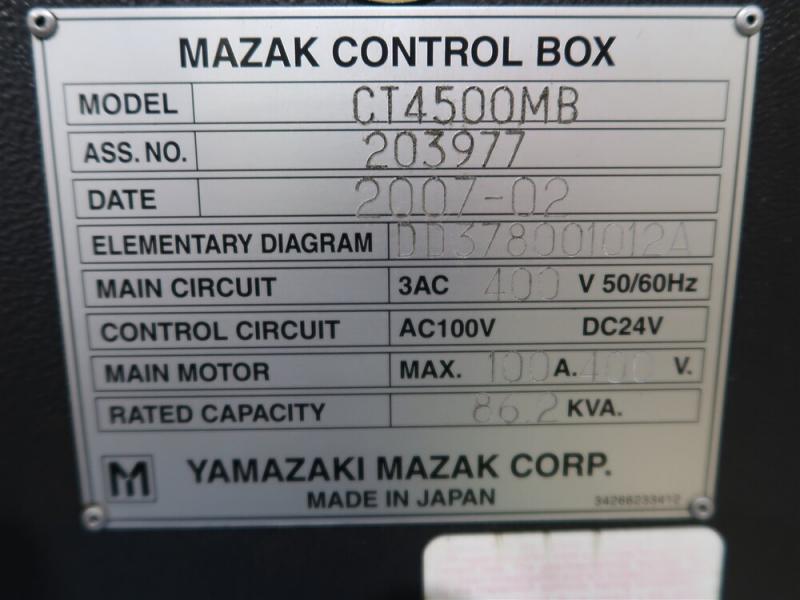 MAZAK CONTROL BOX
MODEL CT4500MB
ASS. NO. 203977
DATE 2007-02
ELEMENTARY DIAGRAM DD378001012A
MAIN CIRCUIT 3AC 400 V 50/60Hz
CONTROL CIRCUIT AC100V DC24V
MAIN MOTOR MAX. 100 A. 400 V.
RATED CAPACITY 86.2 KVA.
M YAMAZAKI MAZAK CORP.
MADE IN JAPAN 34266233412